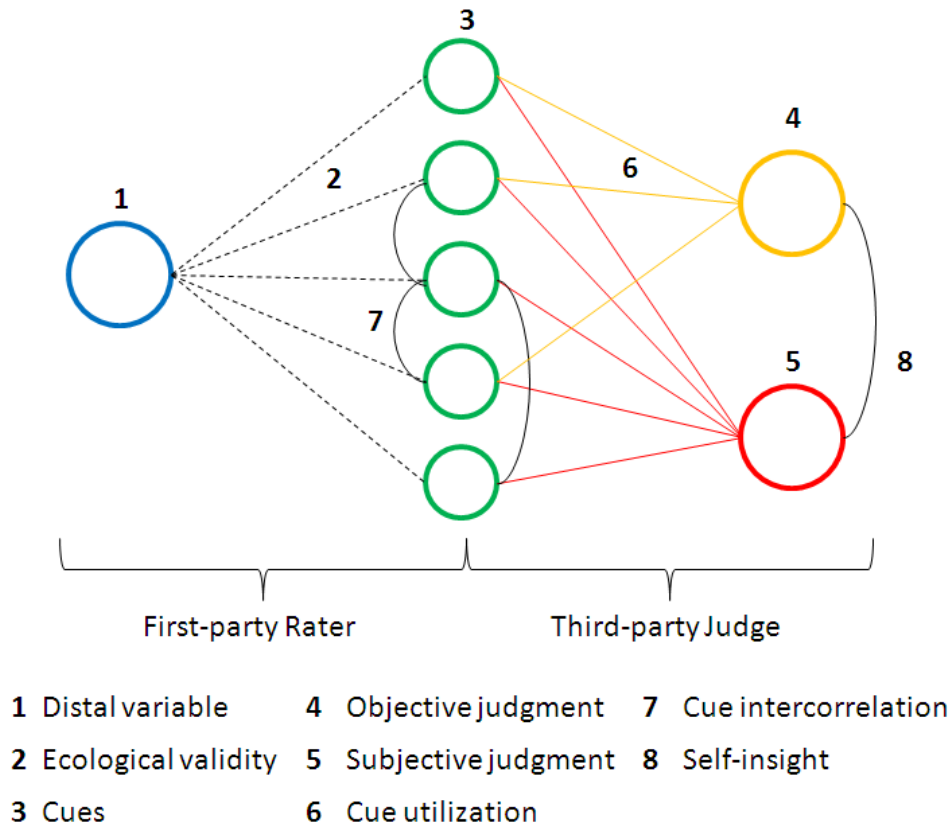 3
4
6
2
1
7
5
8
First-party Rater
Third-party Judge
1 Distal variable
4 Objective judgment
7 Cue intercorrelation
2 Ecological validity
5 Subjective judgment
8 Self-insight
3 Cues
6 Cue utilization